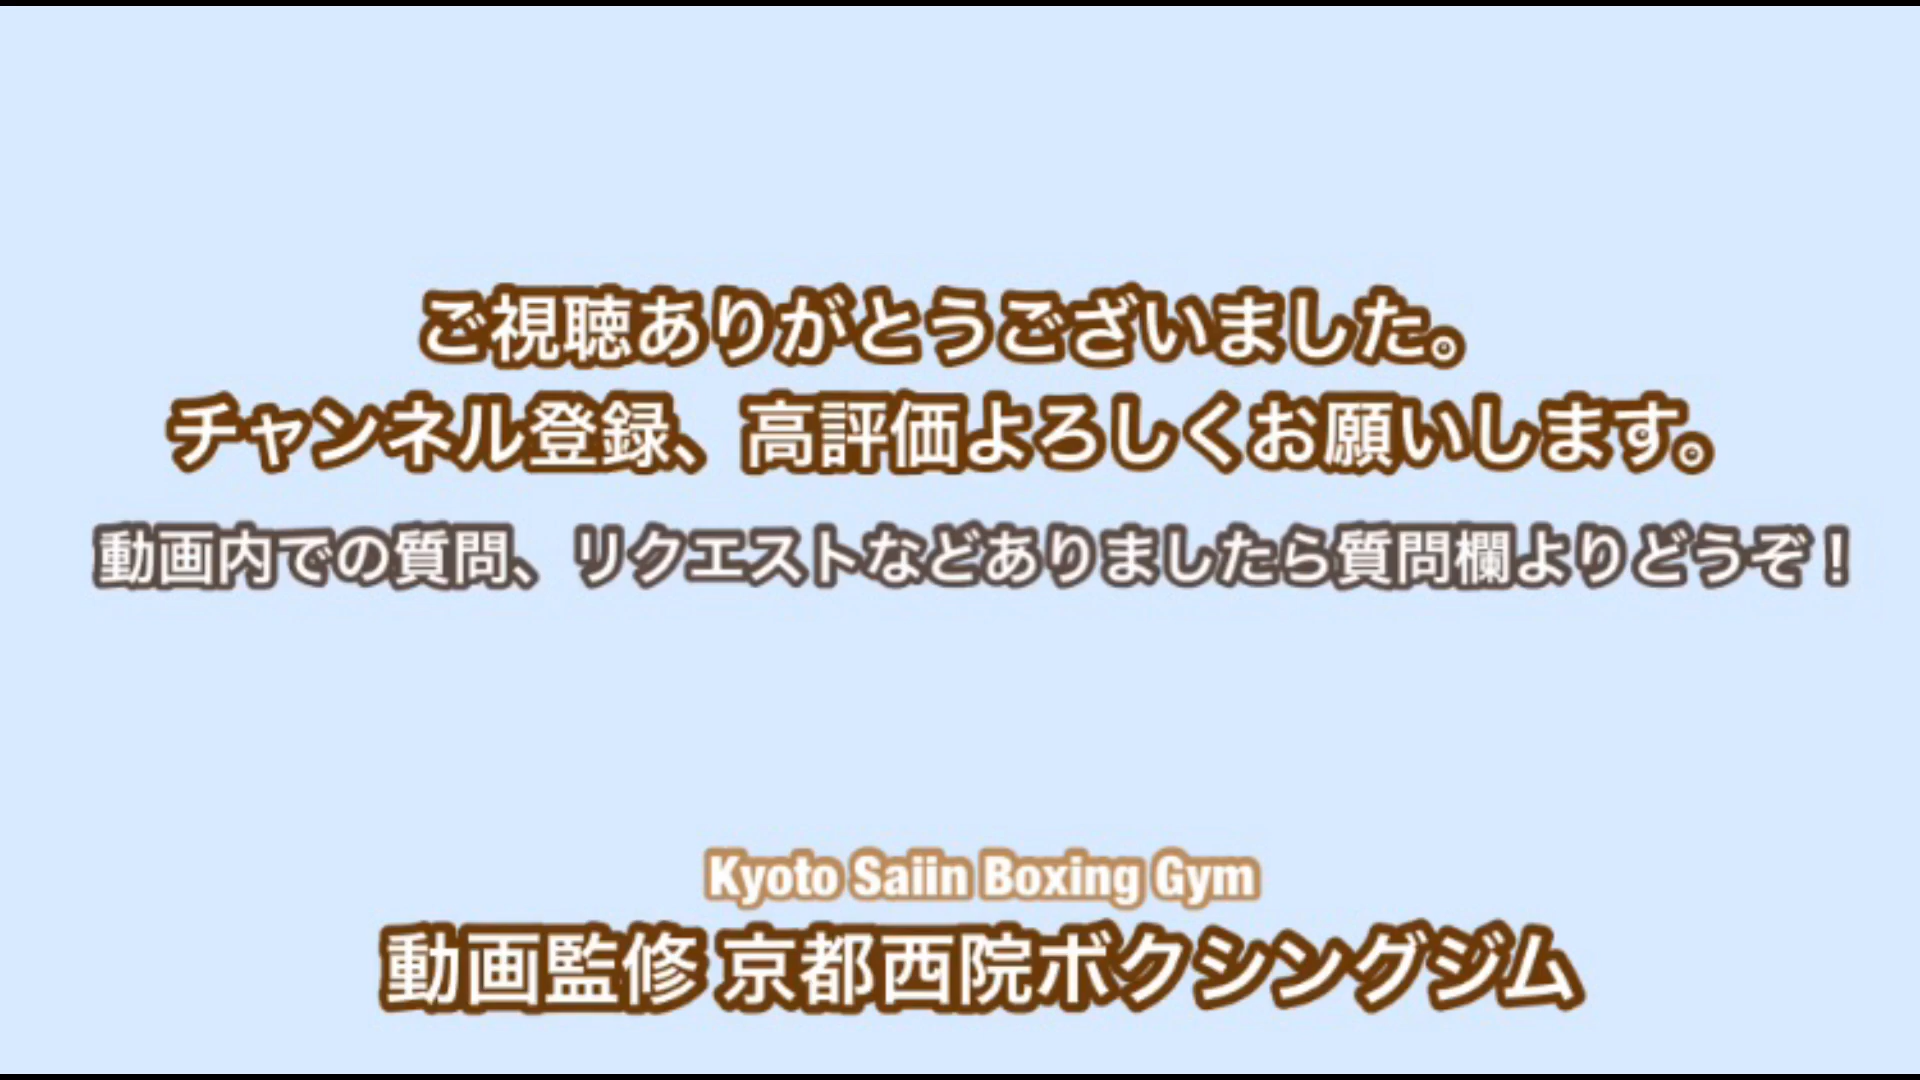 ご視聴ありがとうございました。
チャンネル登録、高評価よろしくお願いします。
動画内での質問、リクエストなどありましたら質問欄よりどうぞ！
Kyoto Saiin Boxing Gym
動画監修 京都西院ボクシングジム